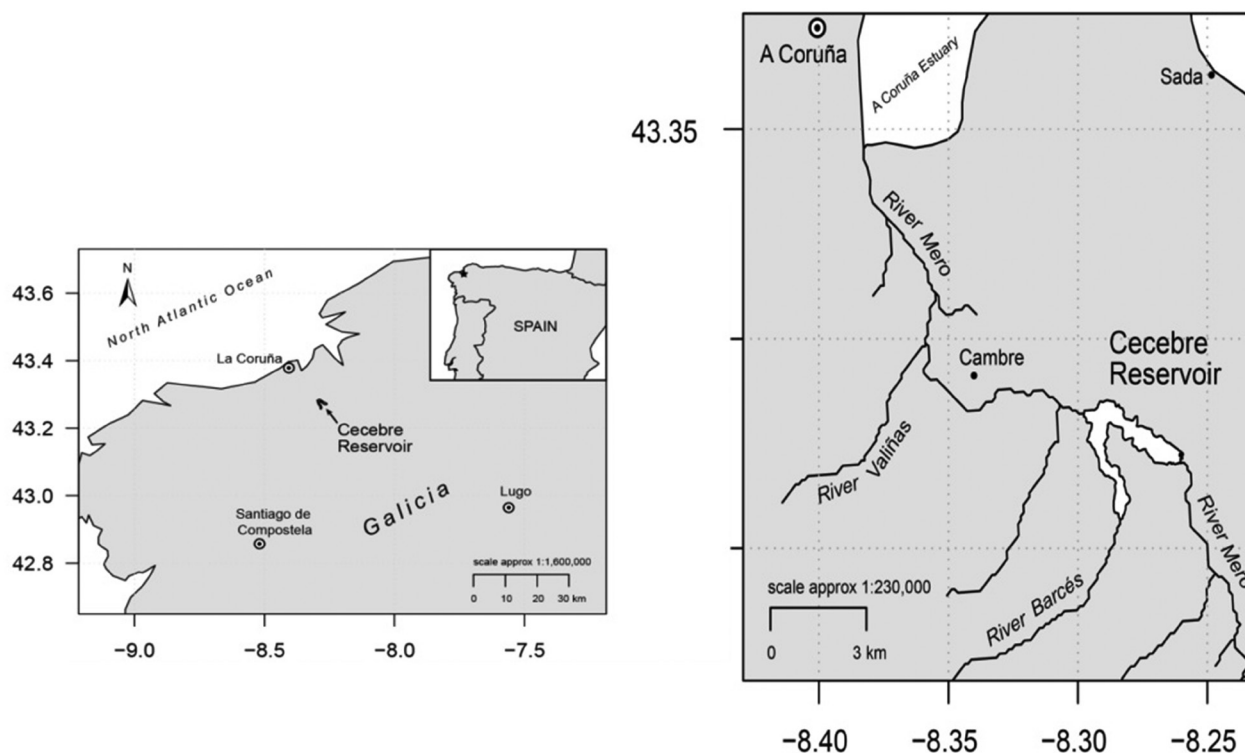 N
North Atlantic Ocean
43.6
43.4
43.2
43.0
42.8
La Coruña
Cecebre
Reservoir
SPAIN
Galicia
Lugo
Santiago de
Compostela
scale approx 1:1,600,000
0 10 20 30 km
−9.0 −8.5 −8.0 −7.5
A Coruña
A Coruña Estuary
Sada
43.35
River Mero
Cambre
Cecebre
Reservoir
River Valiñas
River Mero
River Barcés
scale approx 1:230,000
0 3 km
−8.40 −8.35 −8.30 −8.25